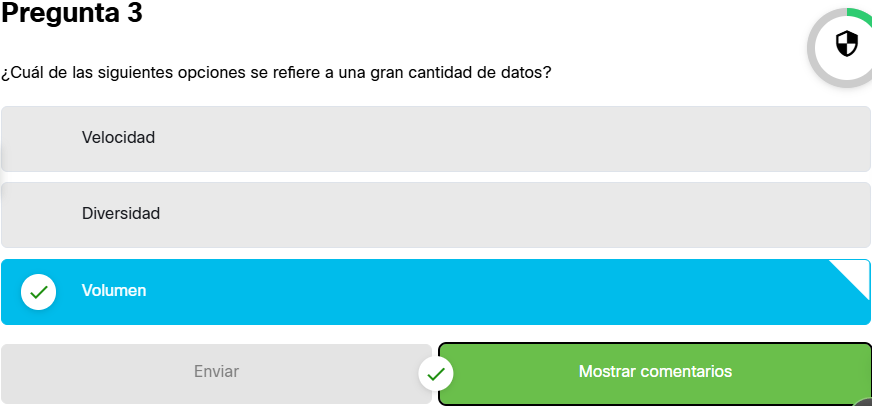 Pregunta 3
¿Cuál de las siguientes opciones se refiere a una gran cantidad de datos?
Velocidad
Diversidad
Volumen
Enviar
Mostrar comentarios